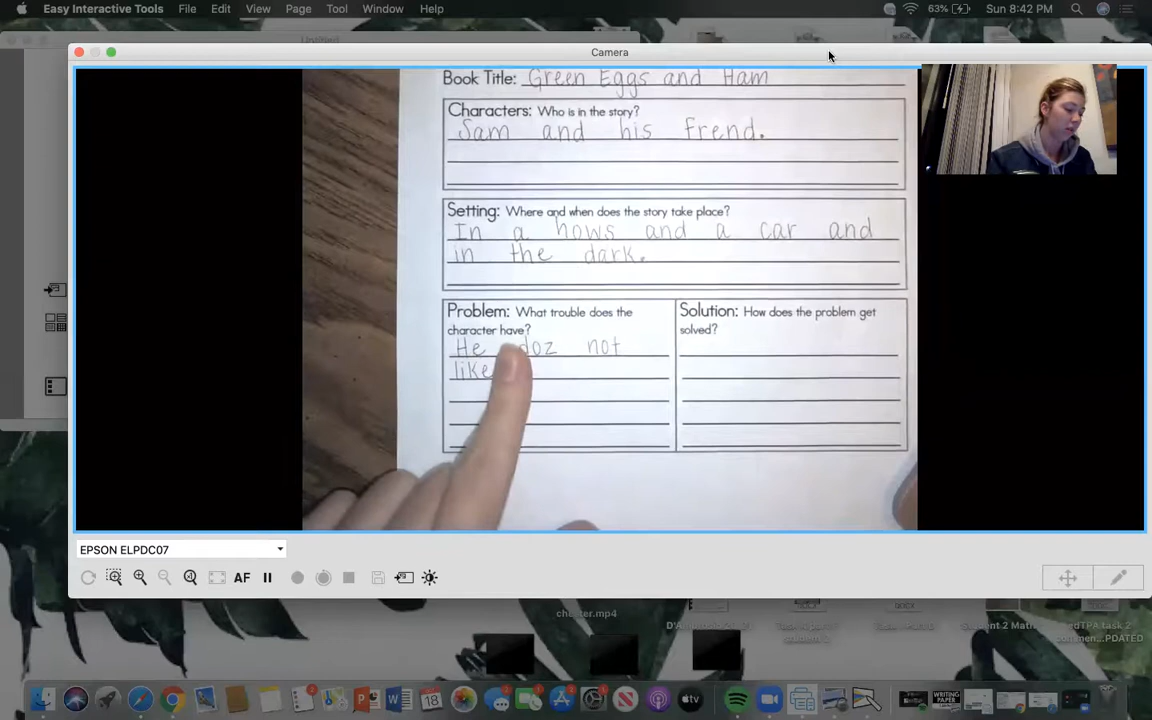 Easy Interactive Tools File Edit View Page Tool Window Help 63% Sun 8:42 PM
Camera
Book Title: Green Eggs and Ham
Characters: Who is in the story?
Sam and his frend.
Setting: Where and when does the story take place?
In a hows and a car and
in the dark.
Problem: What trouble does the
character have?
He doz not
like
Solution: How does the problem get
solved?
EPSON ELPDC07
AF
chapter.mp4
18